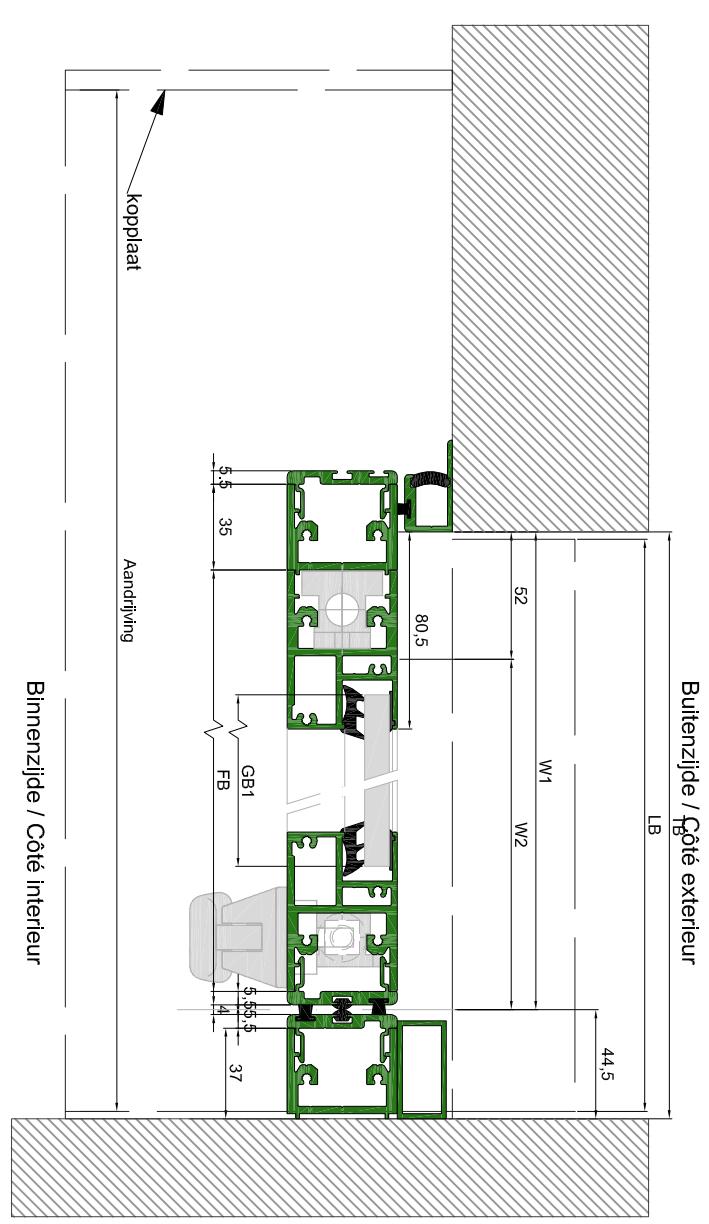 kopplaat
Aandrijving
Binnenzijde / Côté interieur
Buitenzijde / Côté exterieur
TB
LB
W1
W2
52
80,5
44,5
5,5
35
FB
GB1
5,5
4
5,5
37